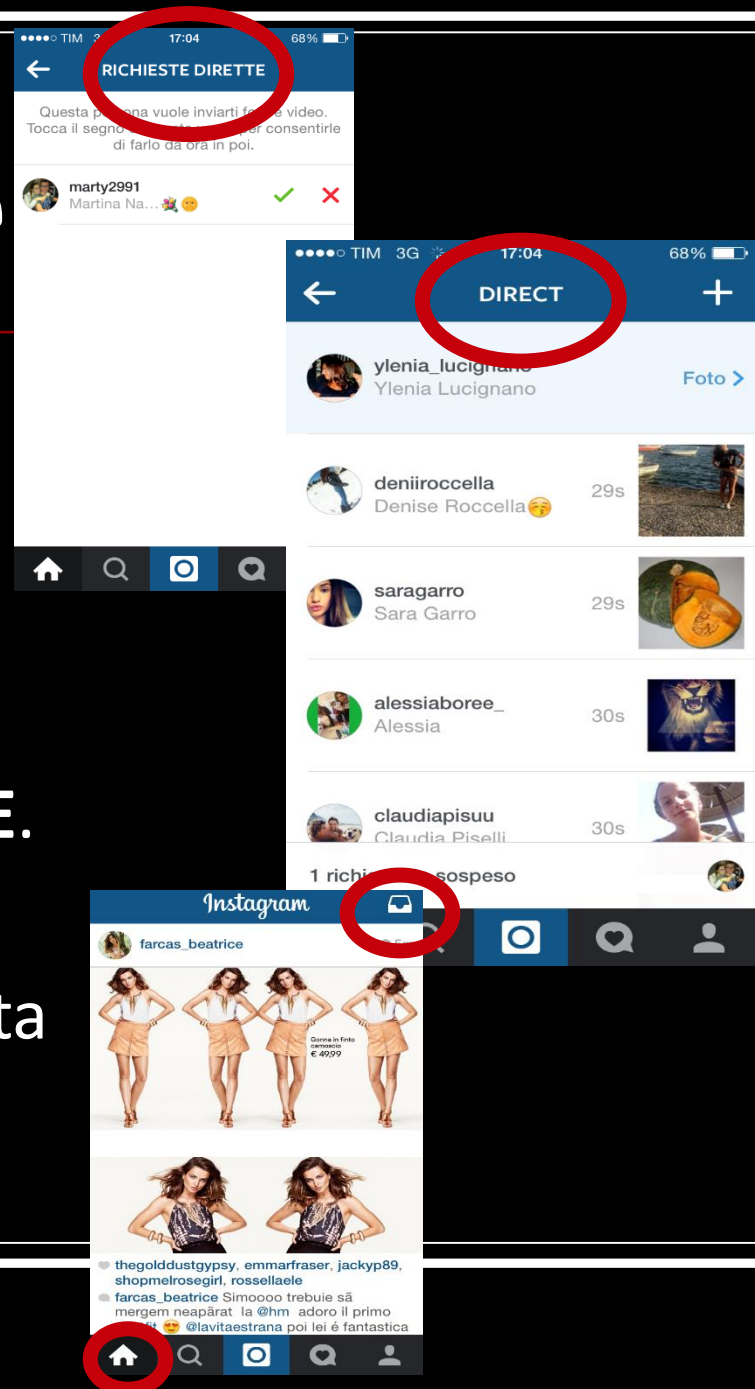 TIM 17:04 68%
RICHIESTE DIRETTE
Questa vuole inviarti video.
Tocca il segno per consentirle
di farlo da ora in poi.
marty2991
Martina Na...💐🌝
TIM 3G 17:04 68%
DIRECT
ylenia_lucignano
Ylenia Lucignano
Foto >
deniiroccella
Denise Roccella😚
29s
saragarro
Sara Garro
29s
alessiaboree_
Alessia
30s
claudiapisuu
Claudia Piselli
30s
1 sospeso
E.
ta
Instagram
farcas_beatrice
Gonna in finto
camoscio
€ 49,99
thegolddustgypsy, emmarfraser, jackyp89,
shopmelrosegirl, rossellaele
farcas_beatrice Simoooo trebuie să
mergem neapărat la @hm adoro il primo
😍 @lavitaestrana poi lei é fantastica